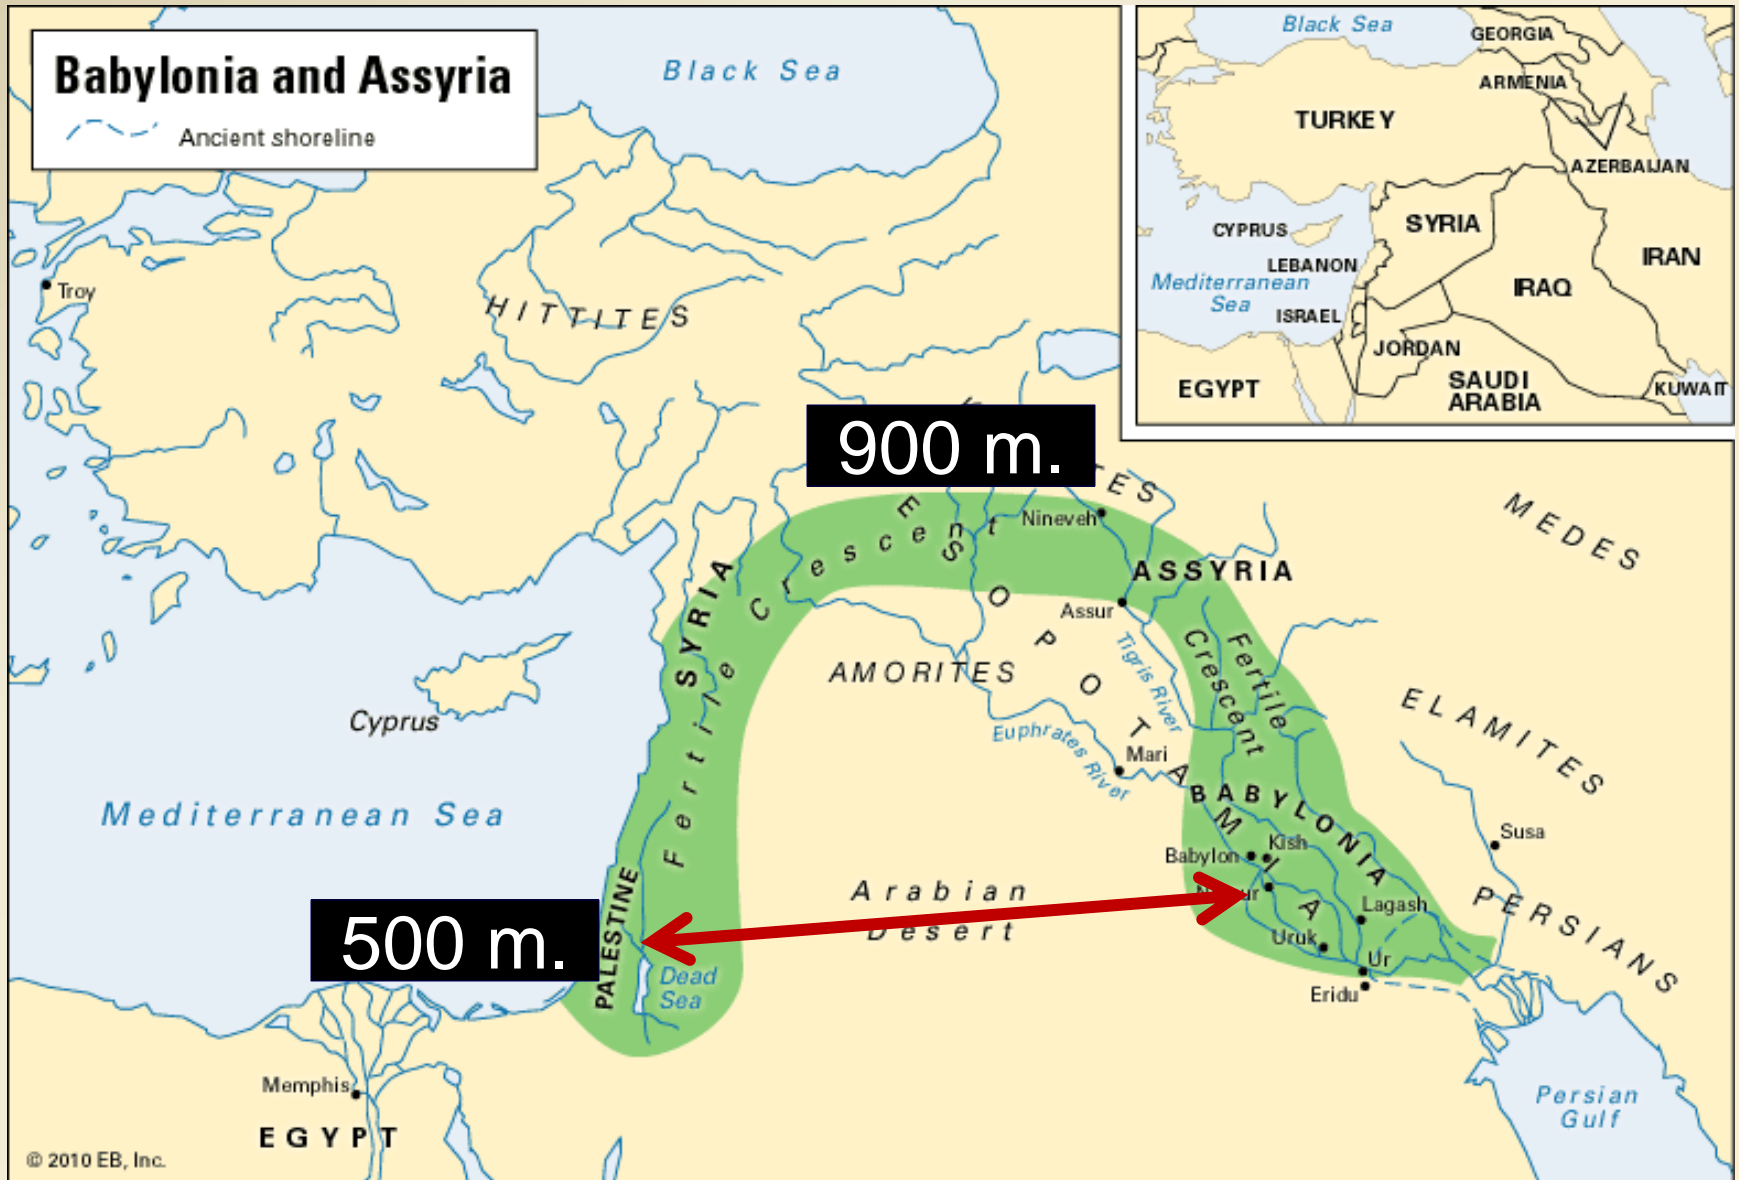 Babylonia and Assyria
Ancient shoreline
Black Sea
Black Sea
GEORGIA
ARMENIA
TURKEY
AZERBAIJAN
CYPRUS
SYRIA
LEBANON
Mediterranean
Sea
ISRAEL
IRAQ
IRAN
JORDAN
EGYPT
SAUDI
ARABIA
KUWAIT
Troy
HITTITES
900 m.
MEDES
Nineveh
Fertile Crescent
ASSYRIA
Assur
SYRIA
Tigris River
Fertile
Crescent
AMORITES
Cyprus
Euphrates River
Mari
ELAMITES
Mediterranean Sea
BABYLONIA
Susa
Kish
Babylon
PALESTINE
Arabian
Desert
Lagash
PERSIANS
500 m.
Uruk
Ur
Dead
Sea
Eridu
Memphis
EGYPT
Persian
Gulf
© 2010 EB, Inc.